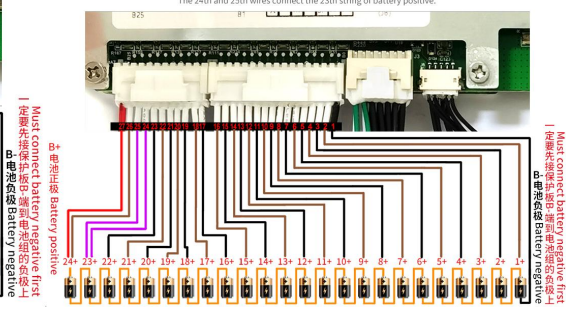 The 24th and 25th wires connect the 23th string of battery positive.
B25
B1
Must connect battery negative first
一定要先接保护板B-端到电池组的负极上
B-电池负极 Battery negative
B+ 电池正极 Battery positive
24+ 23+ 22+ 21+ 20+ 19+ 18+ 17+ 16+ 15+ 14+ 13+ 12+ 11+ 10+ 9+ 8+ 7+ 6+ 5+ 4+ 3+ 2+ 1+
Must connect battery negative first
一定要先接保护板B-端到电池组的负极上
B-电池负极 Battery negative